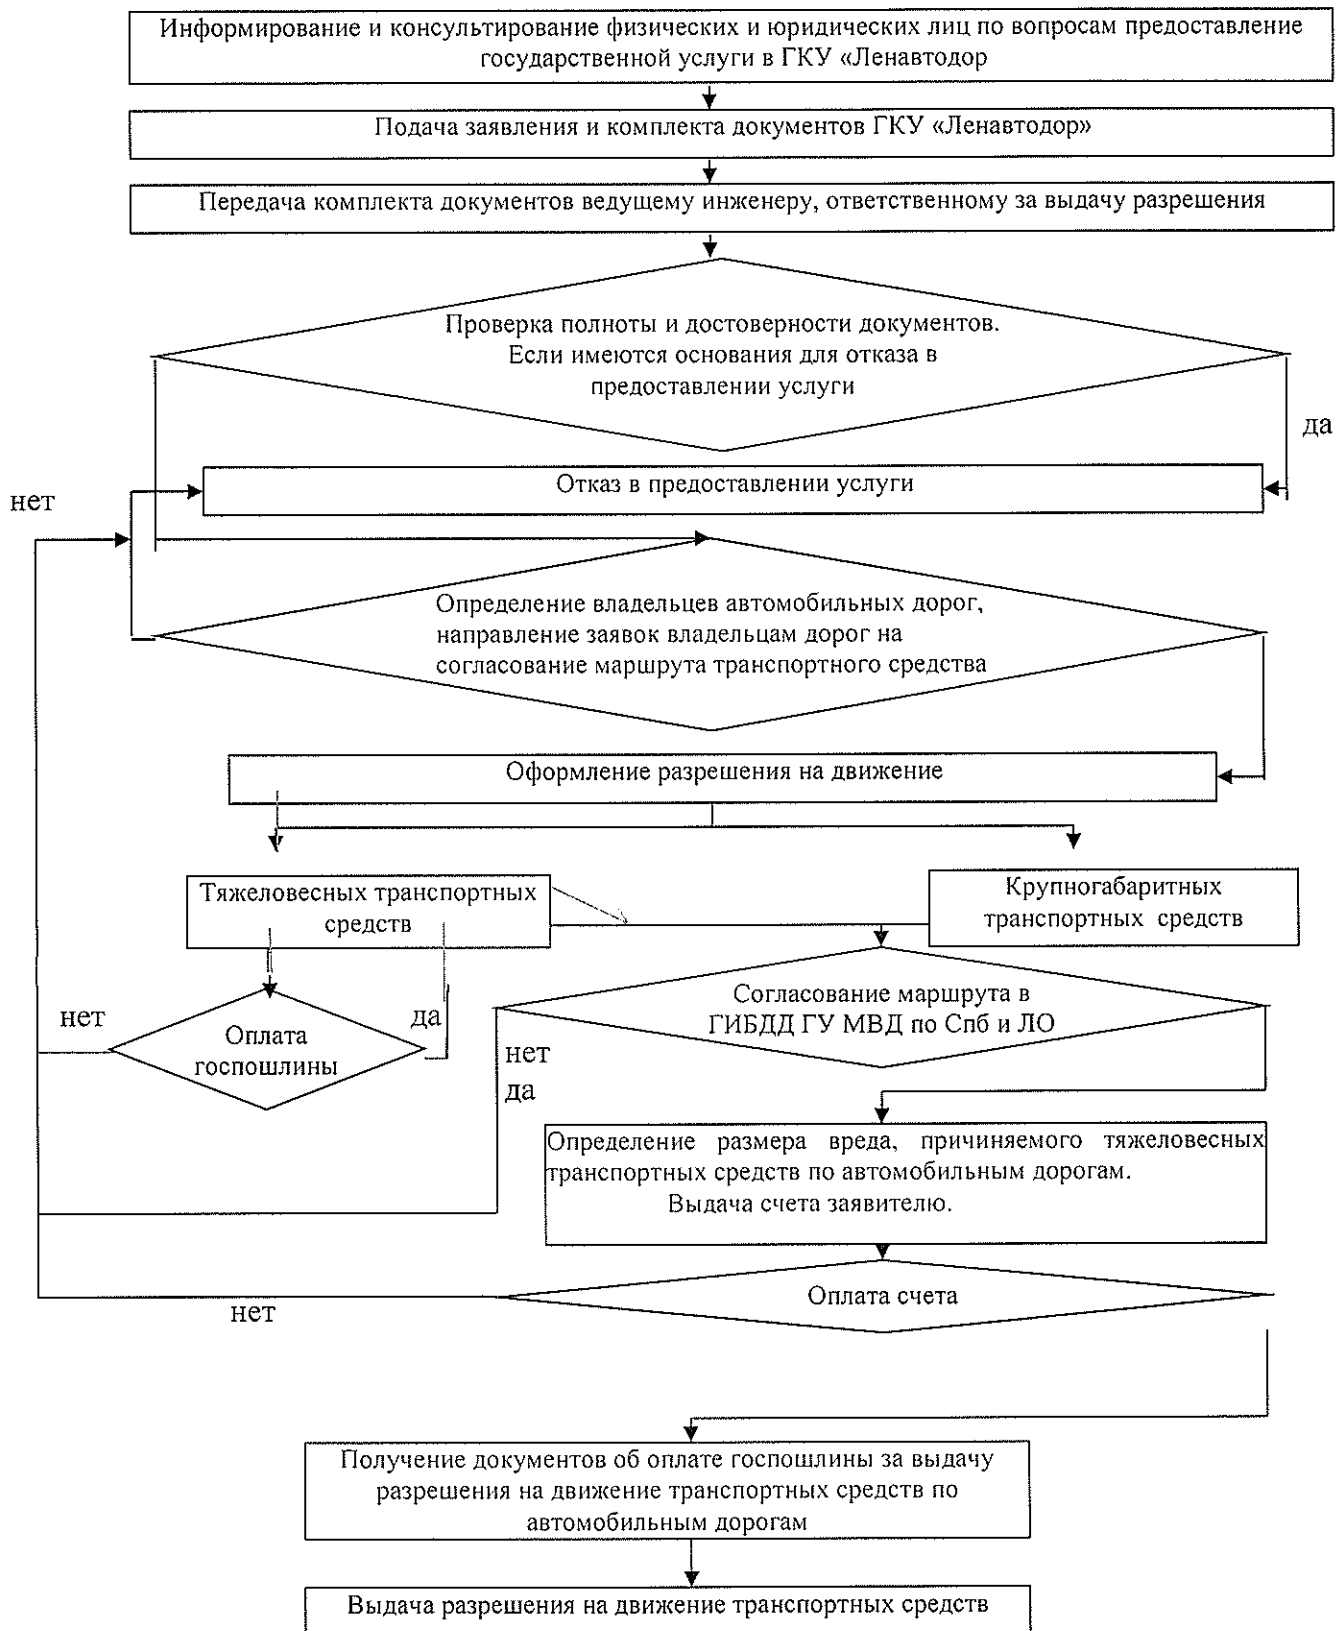 Информирование и консультирование физических и юридических лиц по вопросам предоставление
государственной услуги в ГКУ «Ленавтодор
Подача заявления и комплекта документов ГКУ «Ленавтодор»
Передача комплекта документов ведущему инженеру, ответственному за выдачу разрешения
Проверка полноты и достоверности документов.
Если имеются основания для отказа в
предоставлении услуги
да
Отказ в предоставлении услуги
нет
Определение владельцев автомобильных дорог,
направление заявок владельцам дорог на
согласование маршрута транспортного средства
Оформление разрешения на движение
Тяжеловесных транспортных
средств
Крупногабаритных
транспортных средств
нет
Оплата
госпошлины
да
Согласование маршрута в
ГИБДД ГУ МВД по Спб и ЛО
нет
да
Определение размера вреда, причиняемого тяжеловесных
транспортных средств по автомобильным дорогам.
Выдача счета заявителю.
Оплата счета
нет
Получение документов об оплате госпошлины за выдачу
разрешения на движение транспортных средств по
автомобильным дорогам
Выдача разрешения на движение транспортных средств